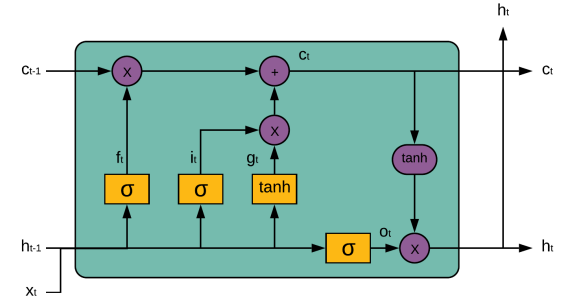 hₜ
cₜ₋₁ X + cₜ cₜ
X
fₜ iₜ gₜ tanh
σ σ tanh
hₜ₋₁ σ oₜ X hₜ
xₜ